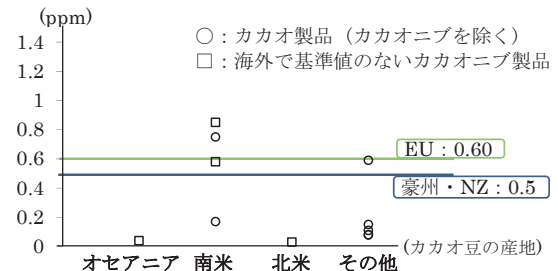 (ppm)
1.4
1.2
1
0.8
0.6
0.4
0.2
0
○：カカオ製品（カカオニブを除く）
□：海外で基準値のないカカオニブ製品
EU：0.60
豪州・NZ：0.5
オセアニア 南米 北米 その他 (カカオ豆の産地)